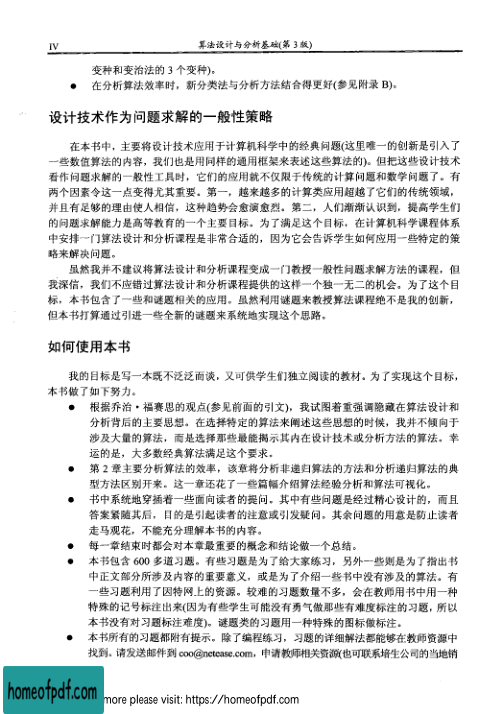 IV 算法设计与分析基础(第 3 版)
变种和变治法的 3 个变种)。
● 在分析算法效率时，新分类法与分析方法结合得更好(参见附录 B)。
设计技术作为问题求解的一般性策略
在本书中，主要将设计技术应用于计算机科学中的经典问题(这里唯一的创新是引入了
一些数值算法的内容，我们也是用同样的通用框架来表述这些算法的)。但把这些设计技术
看作问题求解的一般性工具时，它们的应用就不仅限于传统的计算问题和数学问题了。有
两个因素令这一点变得尤其重要。第一，越来越多的计算类应用超越了它们的传统领域，
并且有足够的理由使人相信，这种趋势会愈演愈烈。第二，人们渐渐认识到，提高学生们
的问题求解能力是高等教育的一个主要目标。为了满足这个目标，在计算机科学课程体系
中安排一门算法设计和分析课程是非常合适的，因为它会告诉学生如何应用一些特定的策
略来解决问题。
虽然我并不建议将算法设计和分析课程变成一门教授一般性问题求解方法的课程，但
我深信，我们不应错过算法设计和分析课程提供的这样一个独一无二的机会。为了这个目
标，本书包含了一些和谜题相关的应用。虽然利用谜题来教授算法课程绝不是我的创新，
但本书打算通过引进一些全新的谜题来系统地实现这个思路。
如何使用本书
我的目标是写一本既不泛泛而谈，又可供学生们独立阅读的教材。为了实现这个目标，
本书做了如下努力。
● 根据乔治・福赛思的观点(参见前面的引文)，我试图着重强调隐藏在算法设计和
分析背后的主要思想。在选择特定的算法来阐述这些思想的时候，我并不倾向于
涉及大量的算法，而是选择那些最能揭示其内在设计技术或分析方法的算法。幸
运的是，大多数经典算法满足这个要求。
● 第 2 章主要分析算法的效率，该章将分析非递归算法的方法和分析递归算法的典
型方法区别开来。这一章还花了一些篇幅介绍算法经验分析和算法可视化。
● 书中系统地穿插着一些面向读者的提问。其中有些问题是经过精心设计的，而且
答案紧随其后，目的是引起读者的注意或引发疑问。其余问题的用意是防止读者
走马观花，不能充分理解本书的内容。
● 每一章结束时都会对本章最重要的概念和结论做一个总结。
● 本书包含 600 多道习题。有些习题是为了给大家练习，另外一些则是为了指出书
中正文部分所涉及内容的重要意义，或是为了介绍一些书中没有涉及的算法。有
一些习题利用了因特网上的资源。较难的习题数量不多，会在教师用书中用一种
特殊的记号标注出来(因为有些学生可能没有勇气做那些有难度标注的习题，所以
本书没有对习题标注难度)。谜题类的习题用一种特殊的图标做标注。
● 本书所有的习题都附有提示。除了编程练习，习题的详细解法都能够在教师资源中
找到。请发送邮件到 coo@netease.com，申请教师相关资源(也可联系培生公司的当地销
homeofpdf.com
more please visit: https://homeofpdf.com